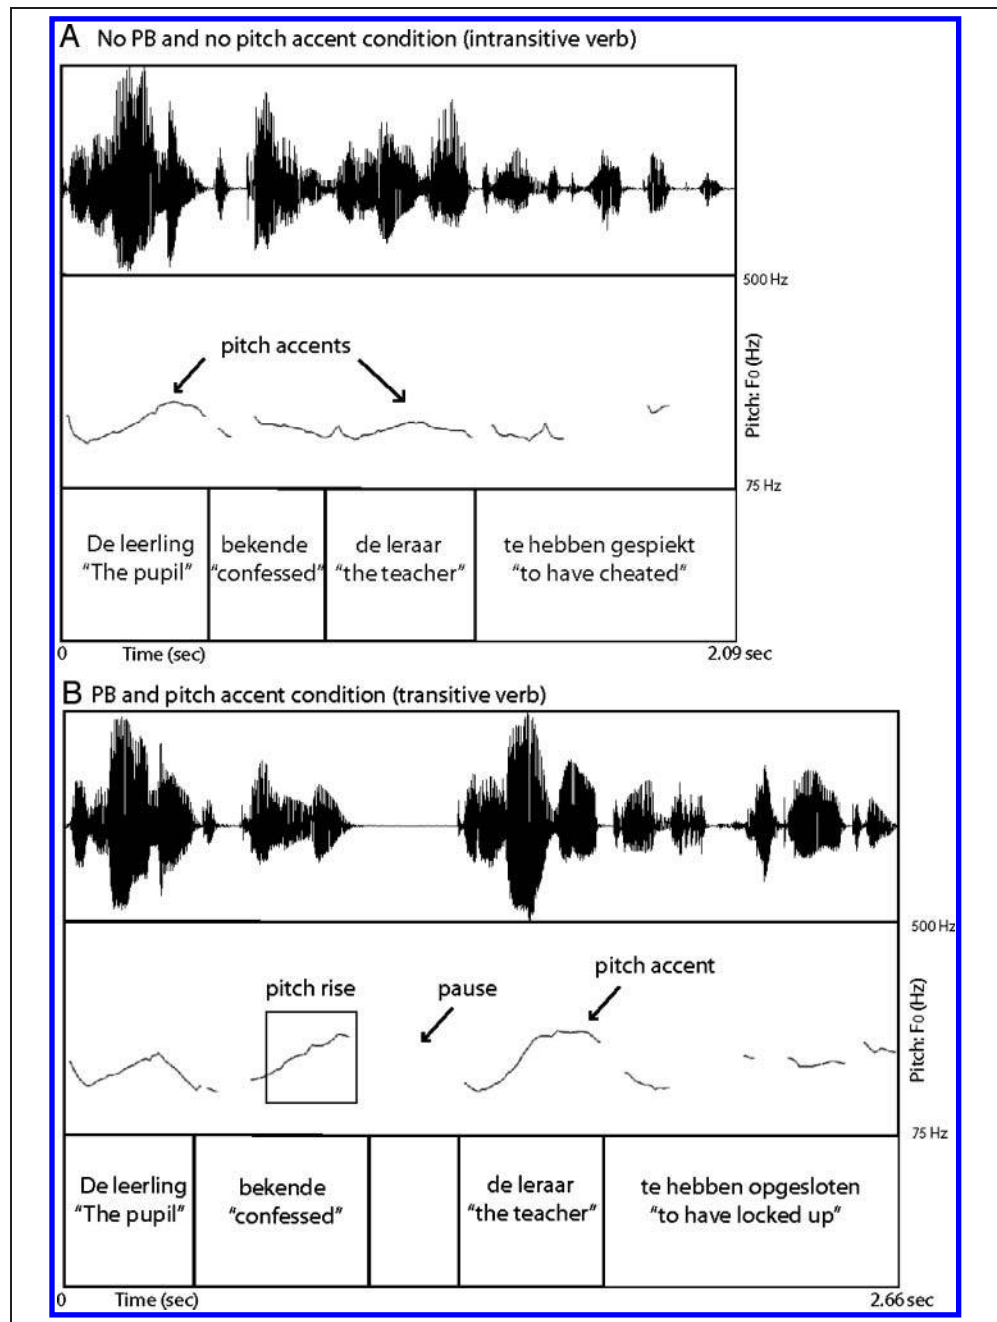 A No PB and no pitch accent condition (intransitive verb)
500 Hz
pitch accents
Pitch: F0 (Hz)
75 Hz
De leerling
"The pupil"
bekende
"confessed"
de leraar
"the teacher"
te hebben gespiekt
"to have cheated"
0 Time (sec) 2.09 sec
B PB and pitch accent condition (transitive verb)
500 Hz
pitch accent
pitch rise
pause
Pitch: F0 (Hz)
75 Hz
De leerling
"The pupil"
bekende
"confessed"
de leraar
"the teacher"
te hebben opgesloten
"to have locked up"
0 Time (sec) 2.66 sec